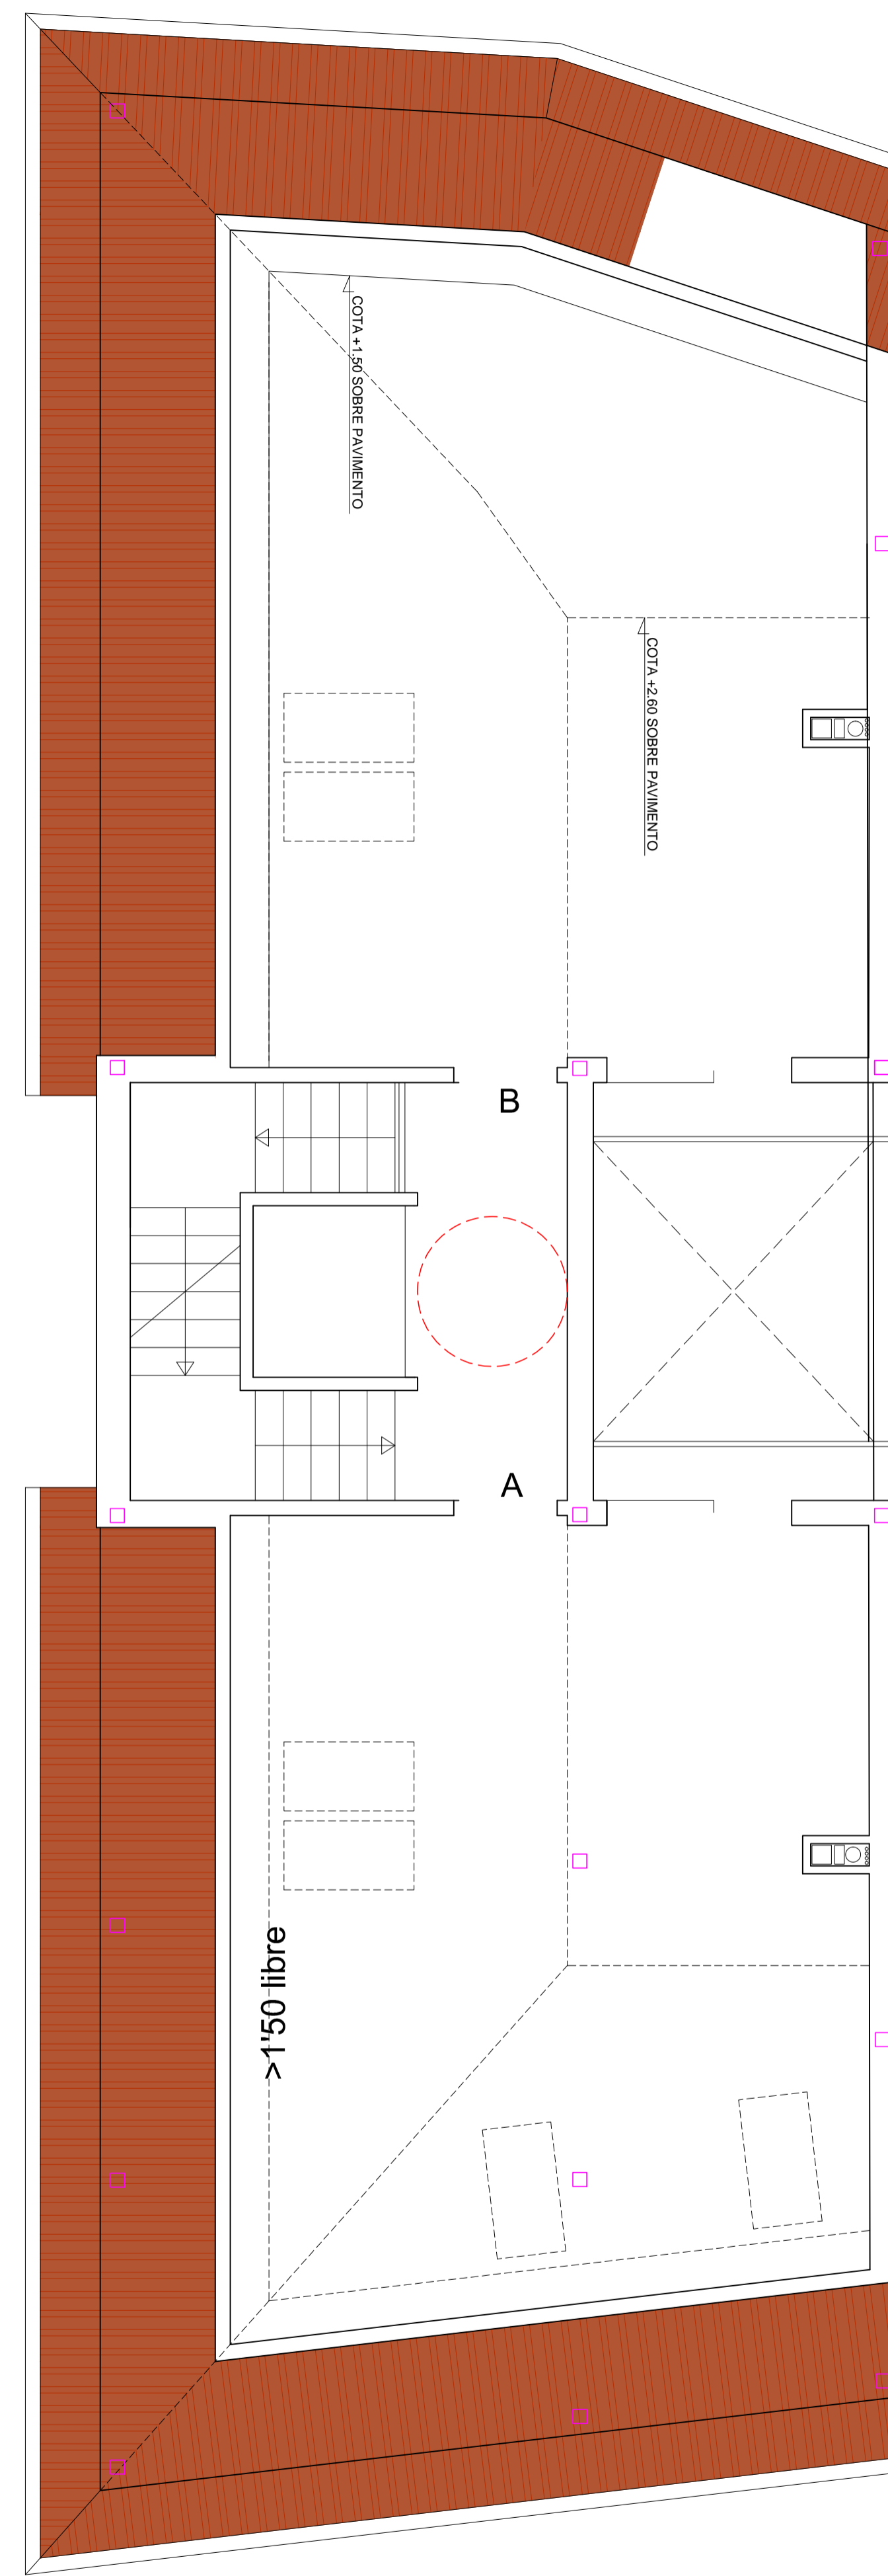 COTA +1.50 SOBRE PAVIMENTO
COTA +2.60 SOBRE PAVIMENTO
B
A
>1'50 libre